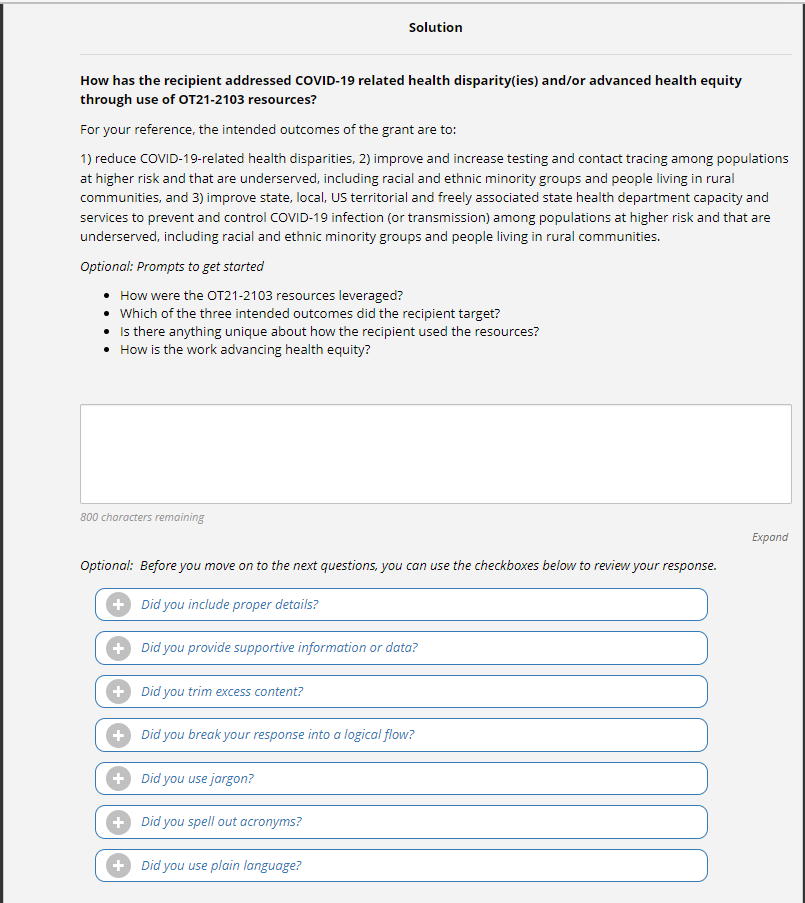 Solution
How has the recipient addressed COVID-19 related health disparity(ies) and/or advanced health equity
through use of OT21-2103 resources?
For your reference, the intended outcomes of the grant are to:
1) reduce COVID-19-related health disparities, 2) improve and increase testing and contact tracing among populations
at higher risk and that are underserved, including racial and ethnic minority groups and people living in rural
communities, and 3) improve state, local, US territorial and freely associated state health department capacity and
services to prevent and control COVID-19 infection (or transmission) among populations at higher risk and that are
underserved, including racial and ethnic minority groups and people living in rural communities.
Optional: Prompts to get started
• How were the OT21-2103 resources leveraged?
• Which of the three intended outcomes did the recipient target?
• Is there anything unique about how the recipient used the resources?
• How is the work advancing health equity?
800 characters remaining
Expand
Optional: Before you move on to the next questions, you can use the checkboxes below to review your response.
Did you include proper details?
Did you provide supportive information or data?
Did you trim excess content?
Did you break your response into a logical flow?
Did you use jargon?
Did you spell out acronyms?
Did you use plain language?